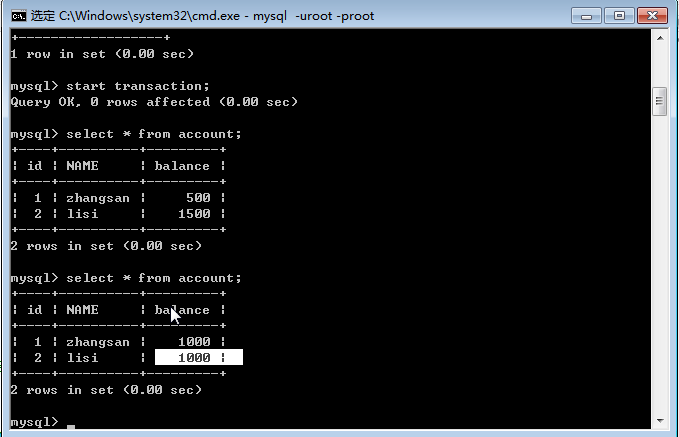 选定 C:\Windows\system32\cmd.exe - mysql  -uroot -proot
+------------------+
1 row in set (0.00 sec)
mysql> start transaction;
Query OK, 0 rows affected (0.00 sec)
mysql> select * from account;
+----+----------+---------+
| id | NAME     | balance |
+----+----------+---------+
|  1 | zhangsan |     500 |
|  2 | lisi     |    1500 |
+----+----------+---------+
2 rows in set (0.00 sec)
mysql> select * from account;
+----+----------+---------+
| id | NAME     | balance |
+----+----------+---------+
|  1 | zhangsan |    1000 |
|  2 | lisi     |    1000 |
+----+----------+---------+
2 rows in set (0.00 sec)
mysql> _